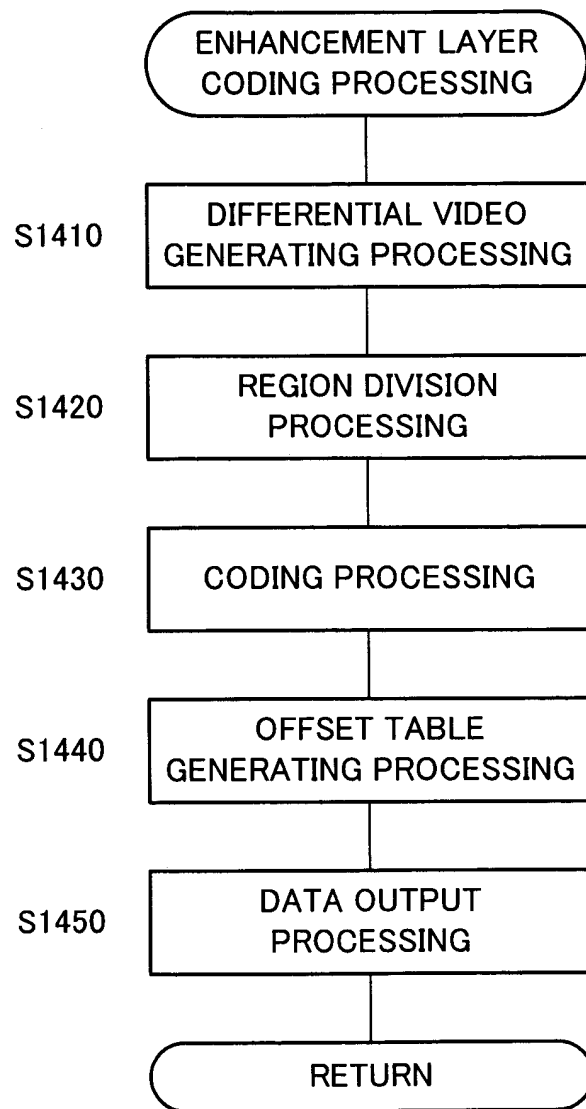 ENHANCEMENT LAYER
CODING PROCESSING
S1410
DIFFERENTIAL VIDEO
GENERATING PROCESSING
S1420
REGION DIVISION
PROCESSING
S1430
CODING PROCESSING
S1440
OFFSET TABLE
GENERATING PROCESSING
S1450
DATA OUTPUT
PROCESSING
RETURN